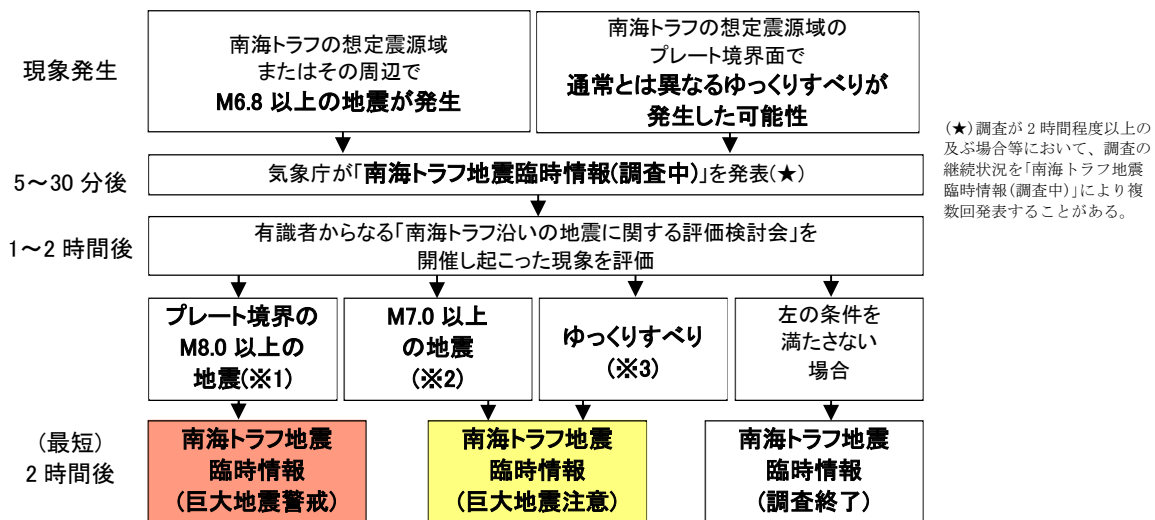 現象発生
南海トラフの想定震源域
またはその周辺で
M6.8 以上の地震が発生
南海トラフの想定震源域の
プレート境界面で
通常とは異なるゆっくりすべりが
発生した可能性
(★)調査が 2 時間程度以上の
及ぶ場合等において、調査の
継続状況を「南海トラフ地震
臨時情報(調査中)」により複
数回発表することがある。
5～30 分後
気象庁が「南海トラフ地震臨時情報(調査中)」を発表(★)
1～2 時間後
有識者からなる「南海トラフ沿いの地震に関する評価検討会」を
開催し起こった現象を評価
プレート境界の
M8.0 以上の
地震(※1)
M7.0 以上
の地震
(※2)
ゆっくりすべり
(※3)
左の条件を
満たさない
場合
(最短)
2 時間後
南海トラフ地震
臨時情報
(巨大地震警戒)
南海トラフ地震
臨時情報
(巨大地震注意)
南海トラフ地震
臨時情報
(調査終了)